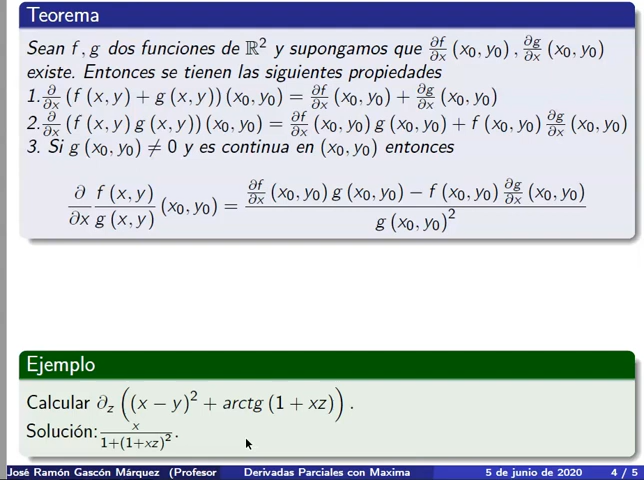 Teorema
Sean f, g dos funciones de ℝ² y supongamos que ∂f/∂x (x₀, y₀), ∂g/∂x (x₀, y₀)
existe. Entonces se tienen las siguientes propiedades
1. ∂/∂x (f (x, y) + g (x, y)) (x₀, y₀) = ∂f/∂x (x₀, y₀) + ∂g/∂x (x₀, y₀)
2. ∂/∂x (f (x, y) g (x, y)) (x₀, y₀) = ∂f/∂x (x₀, y₀) g (x₀, y₀) + f (x₀, y₀) ∂g/∂x (x₀, y₀)
3. Si g (x₀, y₀) ≠ 0 y es continua en (x₀, y₀) entonces
∂/∂x f (x, y)/g (x, y) (x₀, y₀) = (∂f/∂x (x₀, y₀) g (x₀, y₀) − f (x₀, y₀) ∂g/∂x (x₀, y₀))/g (x₀, y₀)²
Ejemplo
Calcular ∂z ((x − y)² + arctg (1 + xz)).
Solución: x/1+(1+xz)².
José Ramón Gascón Márquez (Profesor Derivadas Parciales con Maxima 5 de junio de 2020 4 / 5